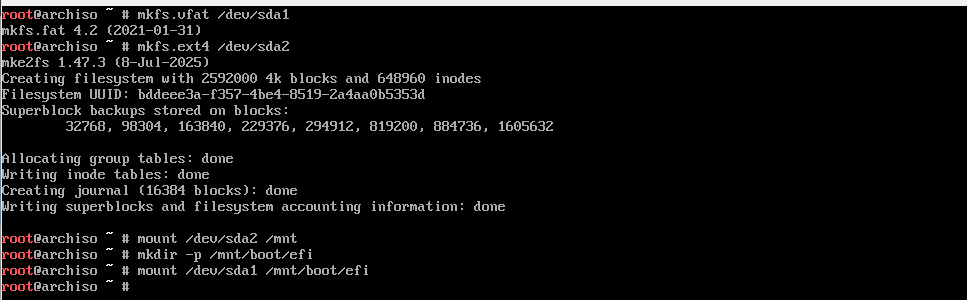 root@archiso ~ # mkfs.vfat /dev/sda1
mkfs.fat 4.2 (2021-01-31)
root@archiso ~ # mkfs.ext4 /dev/sda2
mke2fs 1.47.3 (8-Jul-2025)
Creating filesystem with 2592000 4k blocks and 648960 inodes
Filesystem UUID: bddeee3a-f357-4be4-8519-2a4aa0b5353d
Superblock backups stored on blocks:
        32768, 98304, 163840, 229376, 294912, 819200, 884736, 1605632
Allocating group tables: done
Writing inode tables: done
Creating journal (16384 blocks): done
Writing superblocks and filesystem accounting information: done
root@archiso ~ # mount /dev/sda2 /mnt
root@archiso ~ # mkdir -p /mnt/boot/efi
root@archiso ~ # mount /dev/sda1 /mnt/boot/efi
root@archiso ~ #